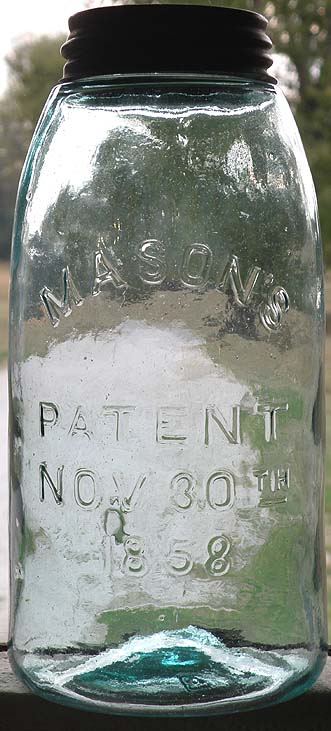 MASON'S
PATENT
NOV 30TH
1858